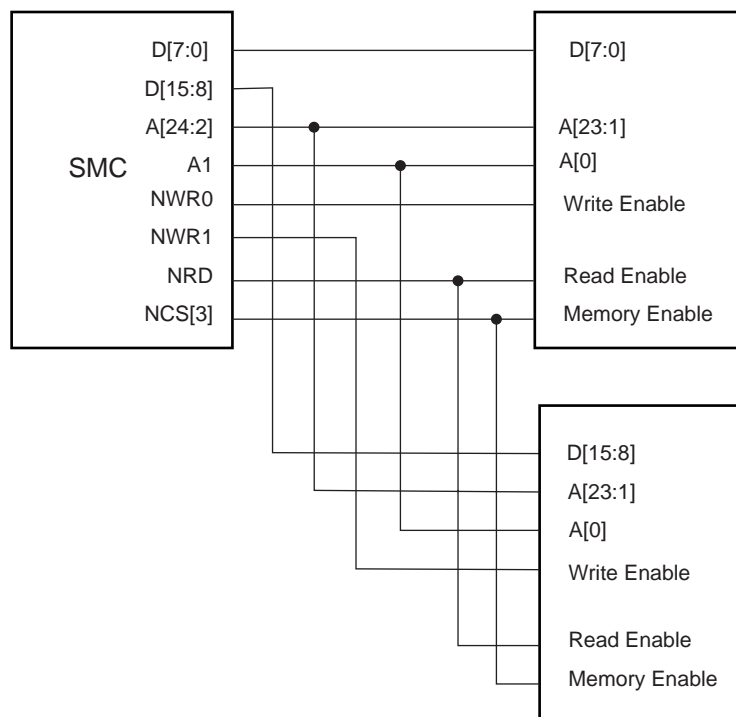 D[7:0]
D[15:8]
A[24:2]
A1
SMC
NWR0
NWR1
NRD
NCS[3]
D[7:0]
A[23:1]
A[0]
Write Enable
Read Enable
Memory Enable
D[15:8]
A[23:1]
A[0]
Write Enable
Read Enable
Memory Enable